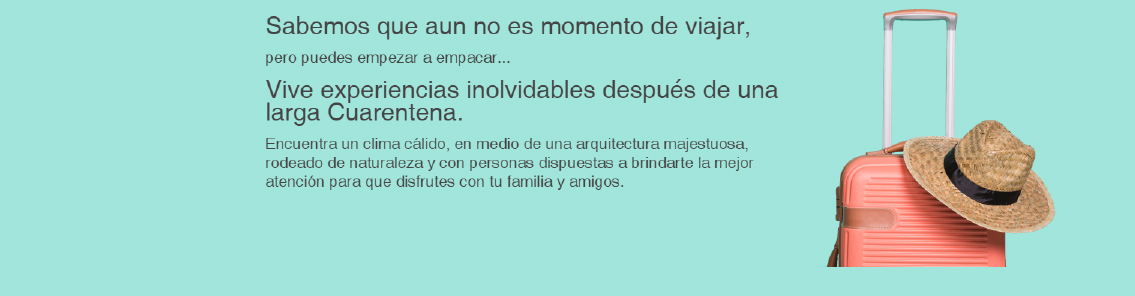 Sabemos que aun no es momento de viajar,
pero puedes empezar a empacar...
Vive experiencias inolvidables después de una
larga Cuarentena.
Encuentra un clima cálido, en medio de una arquitectura majestuosa,
rodeado de naturaleza y con personas dispuestas a brindarte la mejor
atención para que disfrutes con tu familia y amigos.